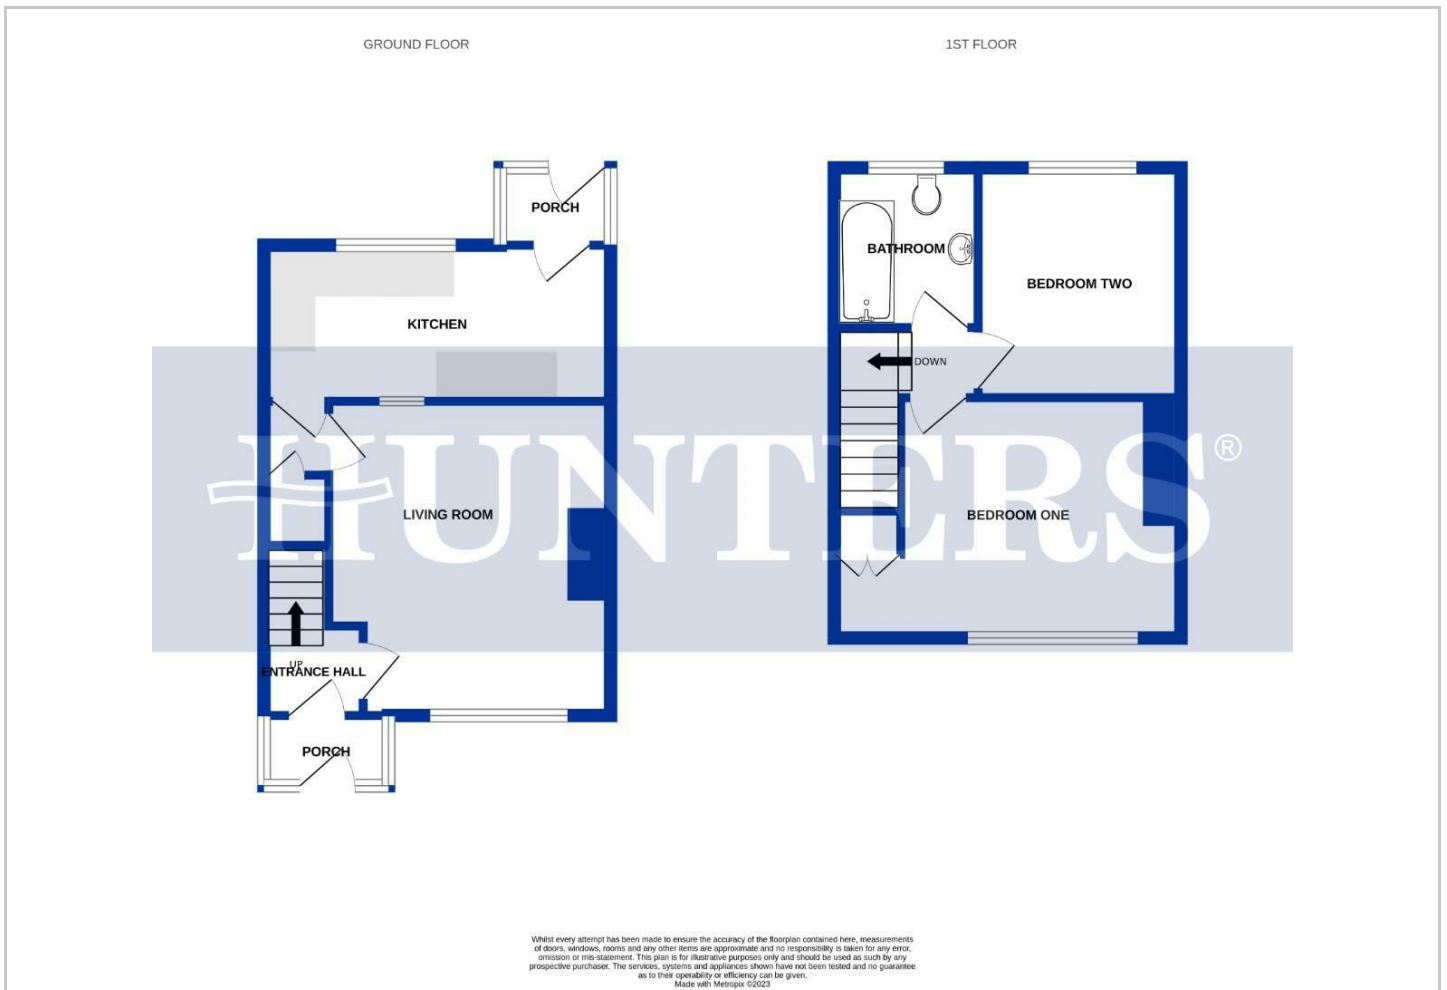 GROUND FLOOR
1ST FLOOR
PORCH
BATHROOM
BEDROOM TWO
KITCHEN
DOWN
HUNTERS®
LIVING ROOM
BEDROOM ONE
UP
ENTRANCE HALL
PORCH
Whilst every attempt has been made to ensure the accuracy of the floorplan contained here, measurements
of doors, windows, rooms and any other items are approximate and no responsibility is taken for any error,
omission or mis-statement. This plan is for illustrative purposes only and should be used as such by any
prospective purchaser. The services, systems and appliances shown have not been tested and no guarantee
as to their operability or efficiency can be given.
Made with Metropix ©2023